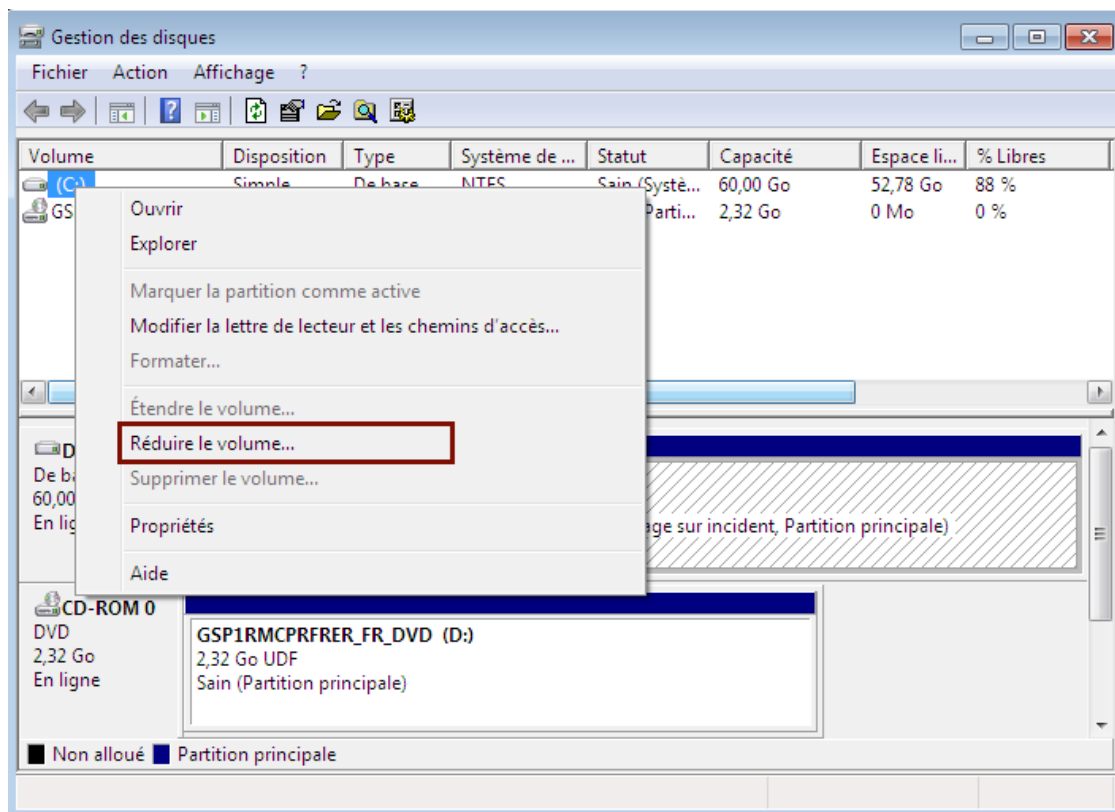 Gestion des disques
Fichier Action Affichage ?
Volume Disposition Type Système de ... Statut Capacité Espace li... % Libres
(C:) Simple De base NTFS Sain (Systè... 60,00 Go 52,78 Go 88 %
GS Parti... 2,32 Go 0 Mo 0 %
Ouvrir
Explorer
Marquer la partition comme active
Modifier la lettre de lecteur et les chemins d'accès...
Formater...
Étendre le volume...
Réduire le volume...
Supprimer le volume...
Propriétés
Aide
D
De ba
60,00
En lig
age sur incident, Partition principale)
CD-ROM 0
DVD
2,32 Go
En ligne
GSP1RMCPRFRER_FR_DVD (D:)
2,32 Go UDF
Sain (Partition principale)
Non alloué Partition principale